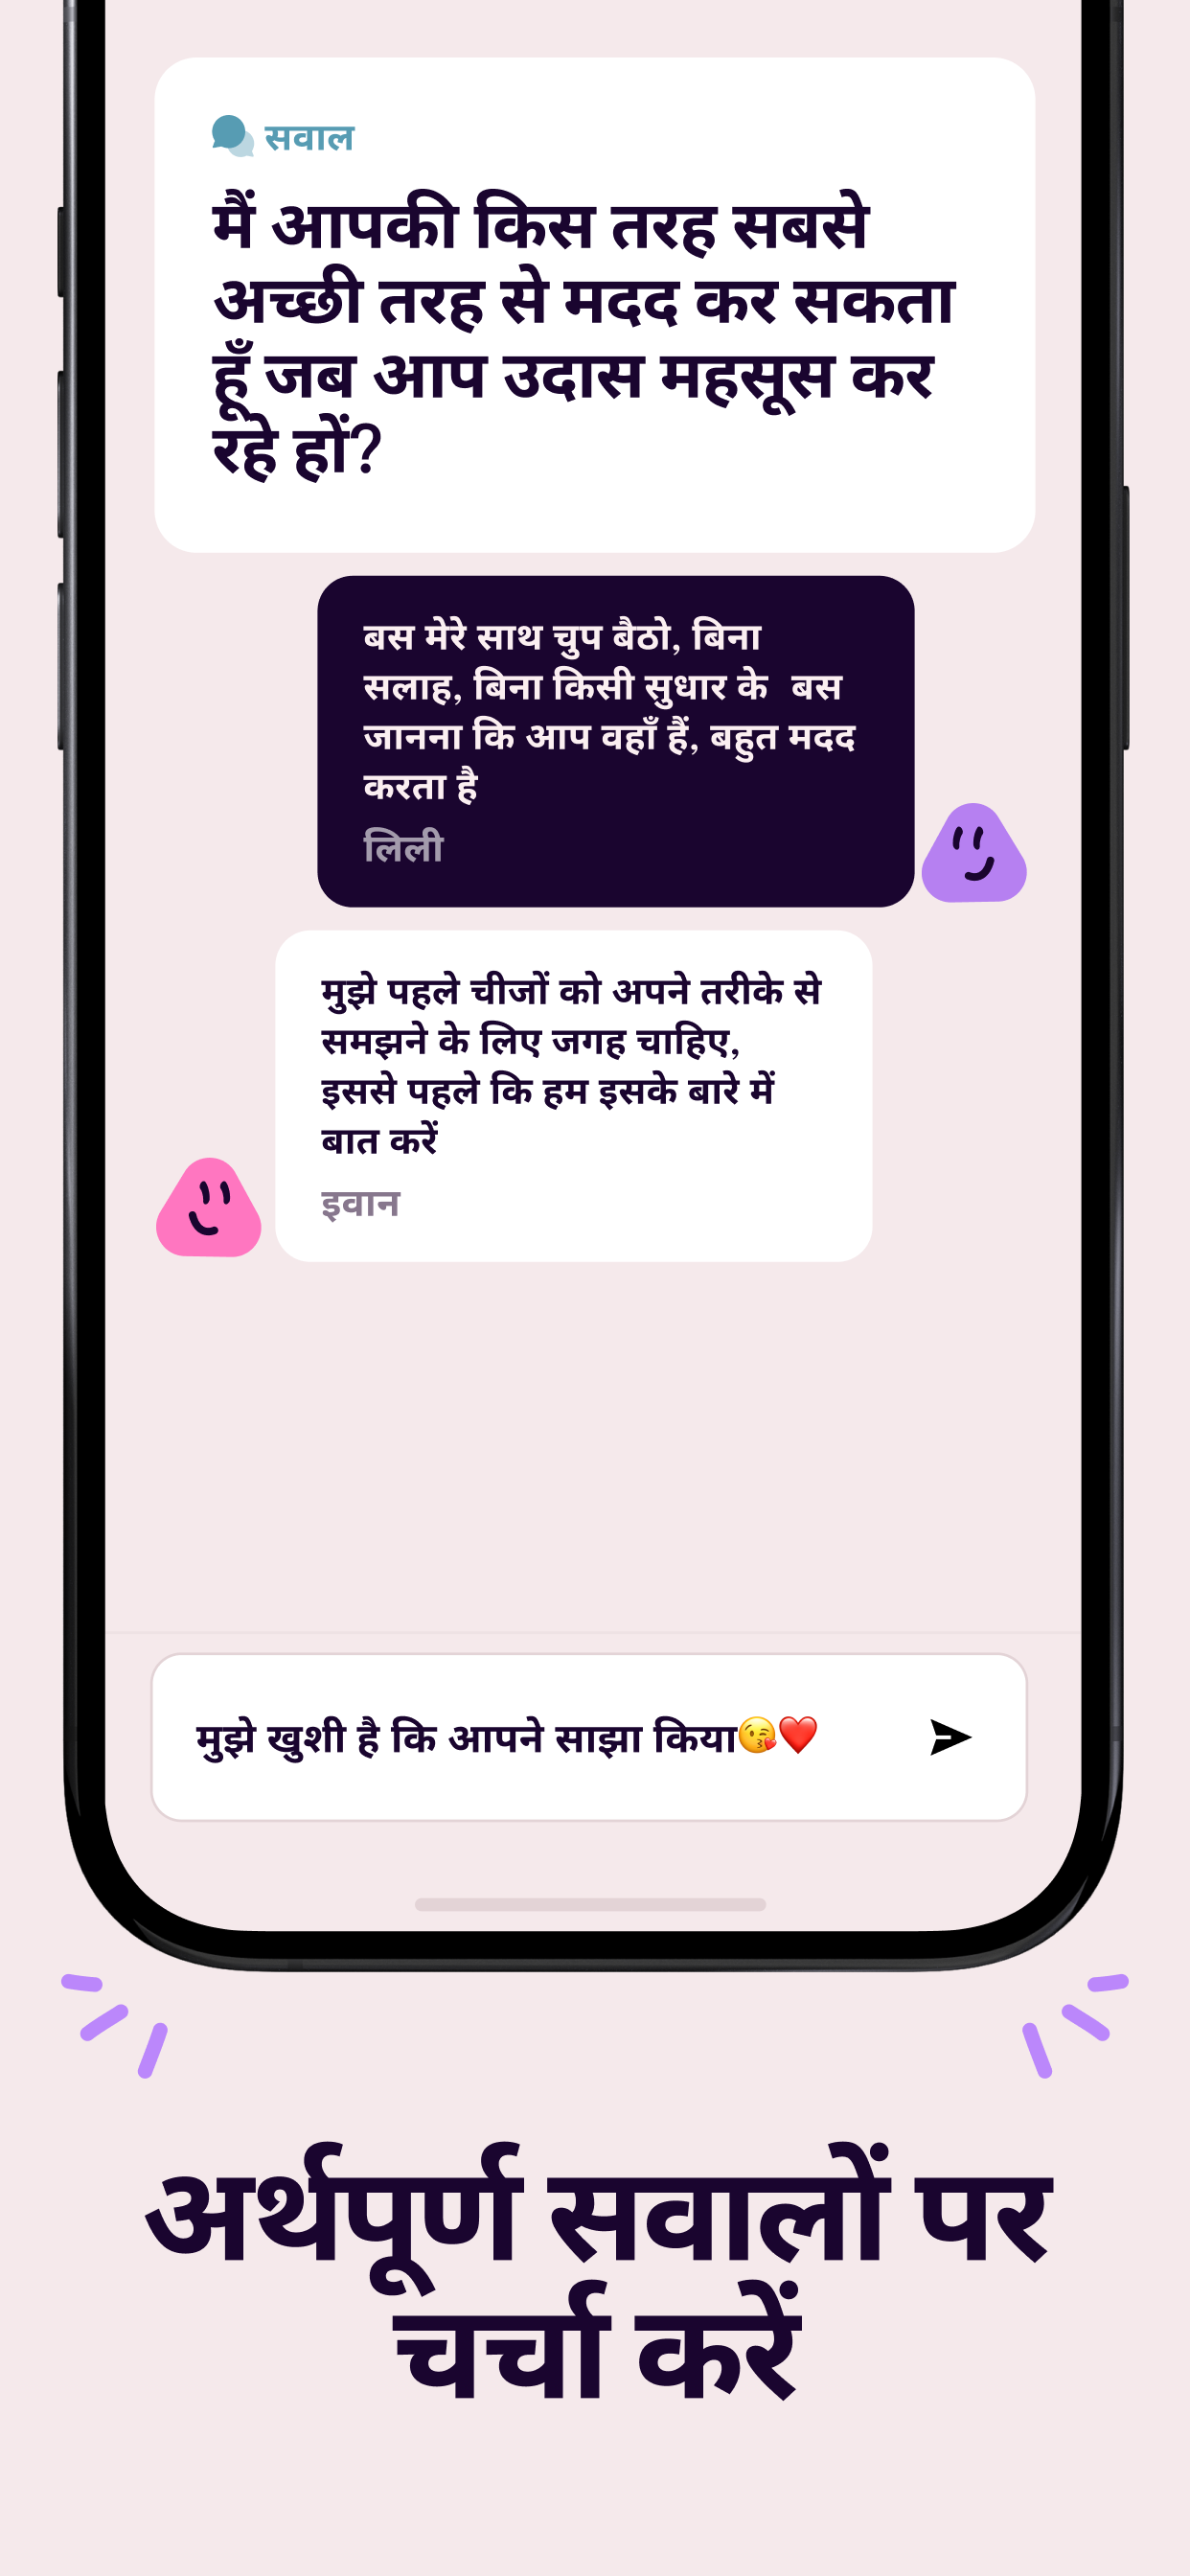 सवाल
मैं आपकी किस तरह सबसे
अच्छी तरह से मदद कर सकता
हूँ जब आप उदास महसूस कर
रहे हों?
बस मेरे साथ चुप बैठो, बिना
सलाह, बिना किसी सुधार के  बस
जानना कि आप वहाँ हैं, बहुत मदद
करता है
लिली
मुझे पहले चीजों को अपने तरीके से
समझने के लिए जगह चाहिए,
इससे पहले कि हम इसके बारे में
बात करें
इवान
मुझे खुशी है कि आपने साझा किया😘❤️
अर्थपूर्ण सवालों पर
चर्चा करें